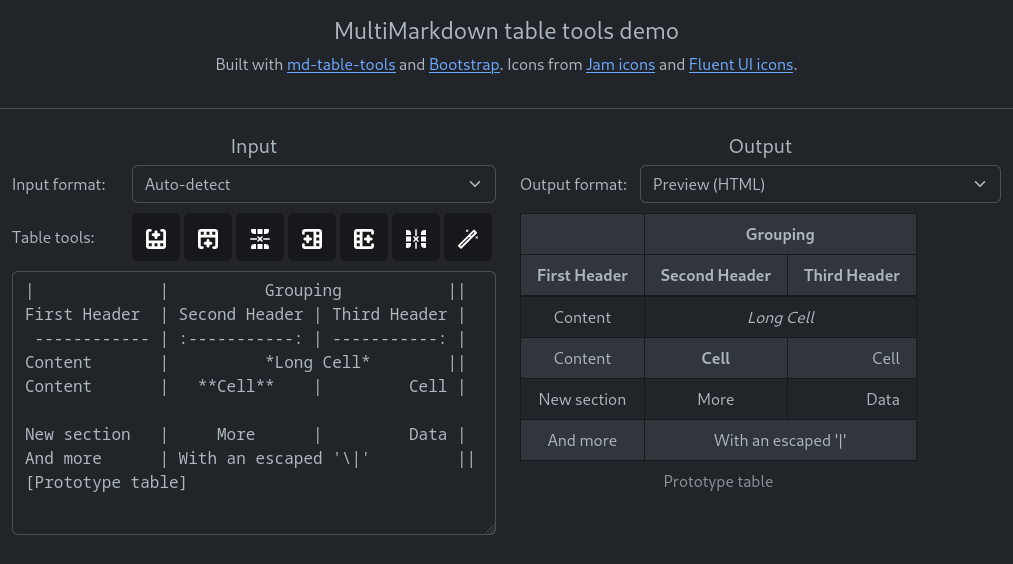 MultiMarkdown table tools demo
Built with md-table-tools and Bootstrap. Icons from Jam icons and Fluent UI icons.
Input
Input format: Auto-detect
Table tools:
|             |          Grouping           ||
First Header  | Second Header | Third Header |
 ------------ | :-----------: | -----------: |
Content       |          *Long Cell*        ||
Content       |   **Cell**    |         Cell |
New section   |     More      |         Data |
And more      | With an escaped '\|'         ||
[Prototype table]
Output
Output format: Preview (HTML)
Grouping
First Header Second Header Third Header
Content Long Cell
Content Cell Cell
New section More Data
And more With an escaped '|'
Prototype table